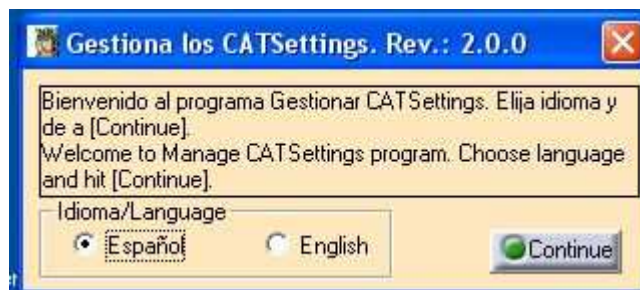 Gestiona los CATSettings. Rev.: 2.0.0
Bienvenido al programa Gestionar CATSettings. Elija idioma y
de a [Continue].
Welcome to Manage CATSettings program. Choose language
and hit [Continue].
Idioma/Language
Español
English
Continue